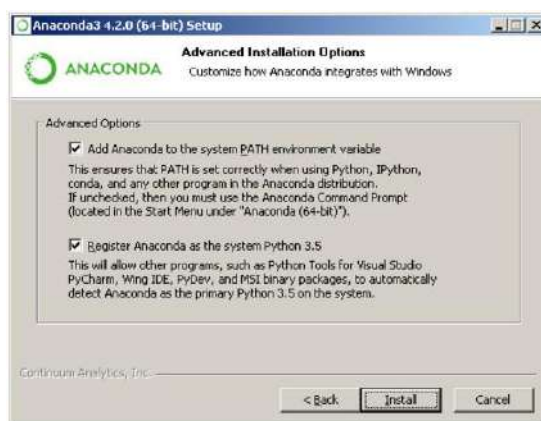 Anaconda3 4.2.0 (64-bit) Setup
ANACONDA
Advanced Installation Options
Customize how Anaconda integrates with Windows
Advanced Options
Add Anaconda to the system PATH environment variable
This ensures that PATH is set correctly when using Python, IPython,
conda, and any other program in the Anaconda distribution.
If unchecked, then you must use the Anaconda Command Prompt
(located in the Start Menu under "Anaconda (64-bit)").
Register Anaconda as the system Python 3.5
This will allow other programs, such as Python Tools for Visual Studio
PyCharm, Wing IDE, PyDev, and MSI binary packages, to automatically
detect Anaconda as the primary Python 3.5 on the system.
Continuum Analytics, Inc.
< Back Install Cancel